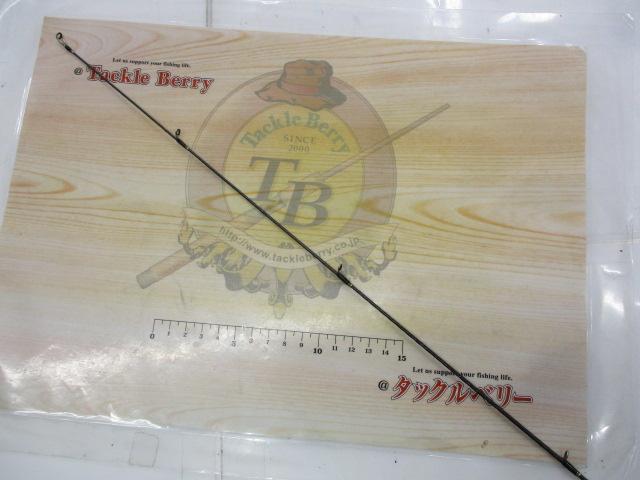 Let us support your fishing life.
@ Tackle Berry
Tackle Berry
SINCE
2000
TB
http://www.tackleberry.co.jp
0 1 2 3 4 5 6 7 8 9 10 11 12 13 14 15
Let us support your fishing life.
@ タックルベリー